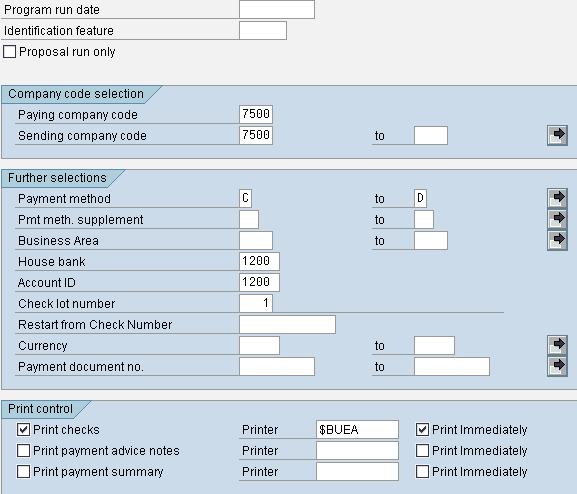 Program run date
Identification feature
Proposal run only
Company code selection
Paying company code 7500
Sending company code 7500 to
Further selections
Payment method C to D
Pmt meth. supplement to
Business Area to
House bank 1200
Account ID 1200
Check lot number 1
Restart from Check Number
Currency to
Payment document no. to
Print control
Print checks Printer $BUEA Print Immediately
Print payment advice notes Printer Print Immediately
Print payment summary Printer Print Immediately